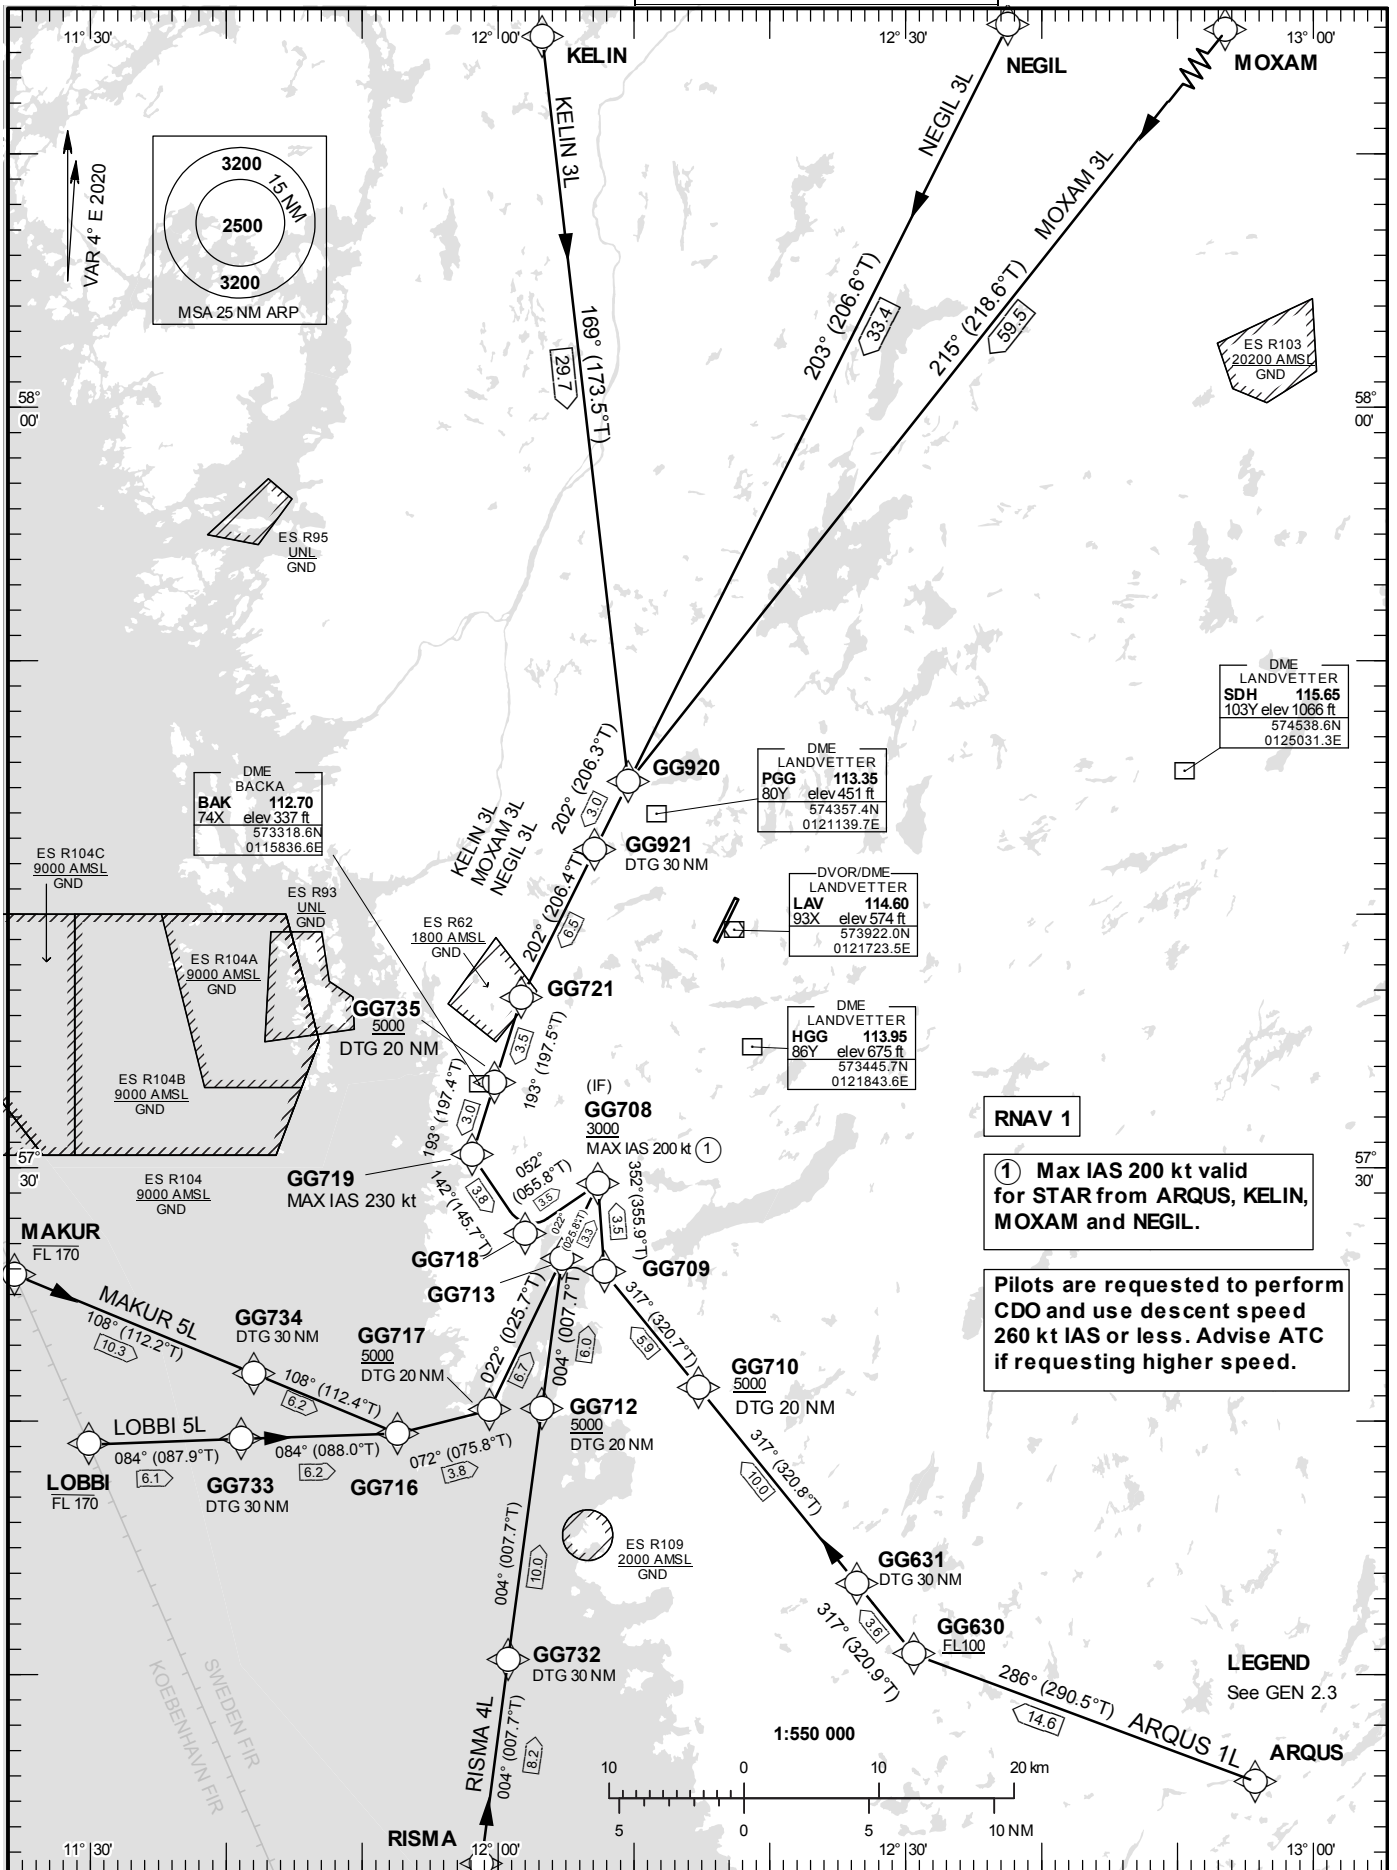 11° 30'
12° 00'
12° 30'
13° 00'
KELIN
NEGIL
MOXAM
VAR 4° E 2020
3200
15 NM
2500
3200
MSA 25 NM ARP
KELIN 3L
NEGIL 3L
MOXAM 3L
169° (173.5°T)
29.7
203° (206.6°T)
33.4
215° (218.6°T)
59.5
ES R103
20200 AMSL
GND
58°
00'
58°
00'
ES R95
UNL
GND
DME
LANDVETTER
SDH 115.65
103Y elev 1066 ft
574538.6N
0125031.3E
GG920
DME
LANDVETTER
PGG 113.35
80Y elev 451 ft
574357.4N
0121139.7E
DME
BACKA
BAK 112.70
74X elev 337 ft
573318.6N
0115836.6E
202° (206.3°T)
3.0
KELIN 3L
MOXAM 3L
NEGIL 3L
GG921
DTG 30 NM
ES R104C
9000 AMSL
GND
ES R93
UNL
GND
202° (206.4°T)
6.5
DVOR/DME
LANDVETTER
LAV 114.60
93X elev 574 ft
573922.0N
0121723.5E
ES R62
1800 AMSL
GND
ES R104A
9000 AMSL
GND
GG721
GG735
5000
DTG 20 NM
3.5
193° (197.5°T)
DME
LANDVETTER
HGG 113.95
86Y elev 675 ft
573445.7N
0121843.6E
ES R104B
9000 AMSL
GND
193° (197.4°T)
3.0
(IF)
GG708
3000
MAX IAS 200 kt 1
RNAV 1
57°
30'
57°
30'
ES R104
9000 AMSL
GND
GG719
MAX IAS 230 kt
052°
(055.8°T)
3.5
3.8
142° (145.7°T)
022°
(025.8°T)
3.3
352° (355.9°T)
3.5
1 Max IAS 200 kt valid
for STAR from ARQUS, KELIN,
MOXAM and NEGIL.
MAKUR
FL 170
GG718
GG713
GG709
Pilots are requested to perform
CDO and use descent speed
260 kt IAS or less. Advise ATC
if requesting higher speed.
MAKUR 5L
108° (112.2°T)
10.3
GG734
DTG 30 NM
GG717
5000
DTG 20 NM
022° (025.7°T)
6.7
004° (007.7°T)
6.0
317° (320.7°T)
5.9
GG710
5000
DTG 20 NM
108° (112.4°T)
6.2
GG712
5000
DTG 20 NM
LOBBI 5L
084° (087.9°T)
6.1
084° (088.0°T)
6.2
072° (075.8°T)
3.8
LOBBI
FL 170
GG733
DTG 30 NM
GG716
317° (320.8°T)
10.0
004° (007.7°T)
10.0
ES R109
2000 AMSL
GND
GG631
DTG 30 NM
317° (320.9°T)
3.6
GG630
FL100
GG732
DTG 30 NM
SWEDEN FIR
KOEBENHAVN FIR
286° (290.5°T)
14.6
ARQUS 1L
ARQUS
LEGEND
See GEN 2.3
RISMA 4L
004° (007.7°T)
8.2
1:550 000
10 0 10 20 km
5 0 5 10 NM
RISMA
11° 30'
12° 00'
12° 30'
13° 00'